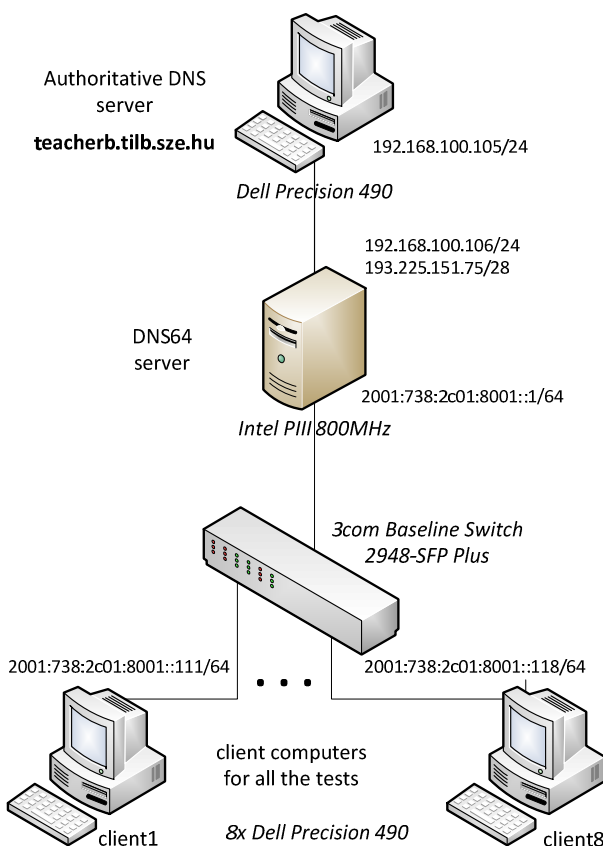 Authoritative DNS
server
teacherb.tilb.sze.hu
192.168.100.105/24
Dell Precision 490
192.168.100.106/24
193.225.151.75/28
DNS64
server
2001:738:2c01:8001::1/64
Intel PIII 800MHz
3com Baseline Switch
2948-SFP Plus
2001:738:2c01:8001::111/64
2001:738:2c01:8001::118/64
. . .
client computers
for all the tests
client1
8x Dell Precision 490
client8